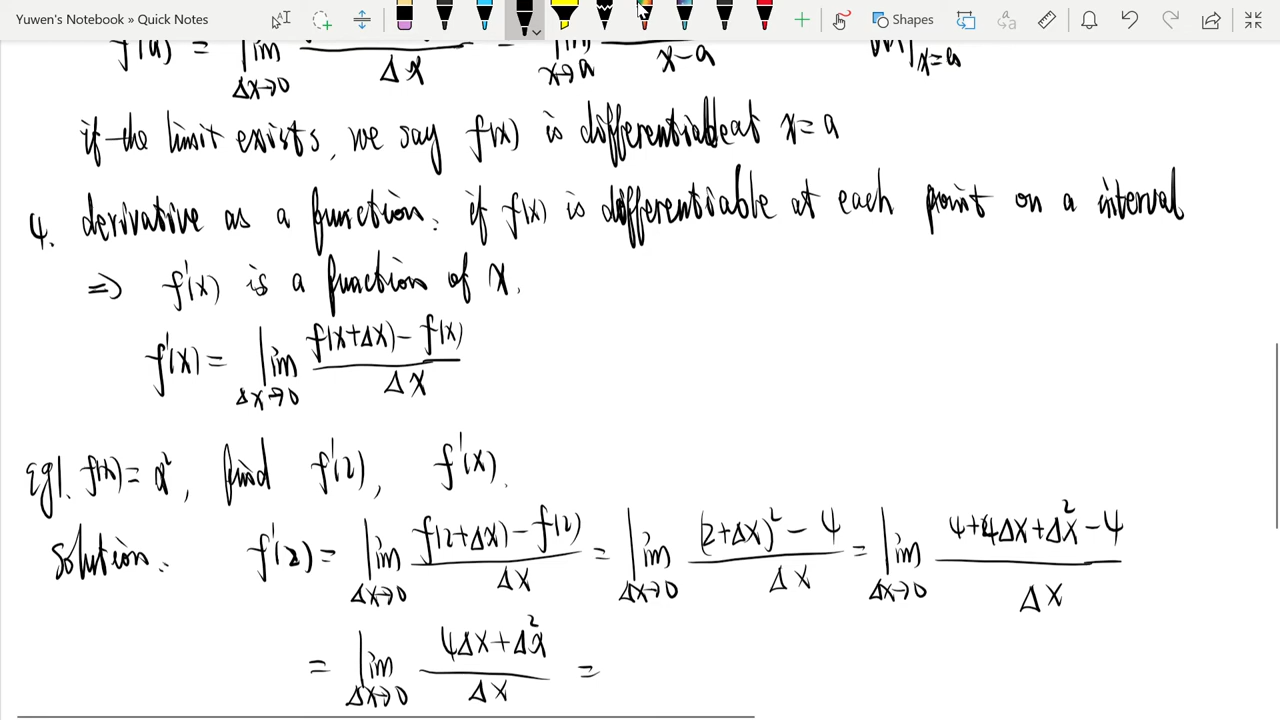 Yuwen's Notebook » Quick Notes
Shapes
f'(a) = lim Δx→0 Δx = lim x→a x-a x=a
if the limit exists, we say f(x) is differentiable at x=a
4. derivative as a function. if f(x) is differentiable at each point on a interval
=> f'(x) is a function of x.
f'(x) = lim Δx→0 (f(x+Δx) - f(x))/Δx
eg1. f(x) = x², find f'(2), f'(x).
Solution. f'(2) = lim Δx→0 (f(2+Δx) - f(2))/Δx = lim Δx→0 ((2+Δx)² - 4)/Δx = lim Δx→0 (4+4Δx+Δ²x-4)/Δx
= lim Δx→0 (4Δx+Δ²x)/Δx =